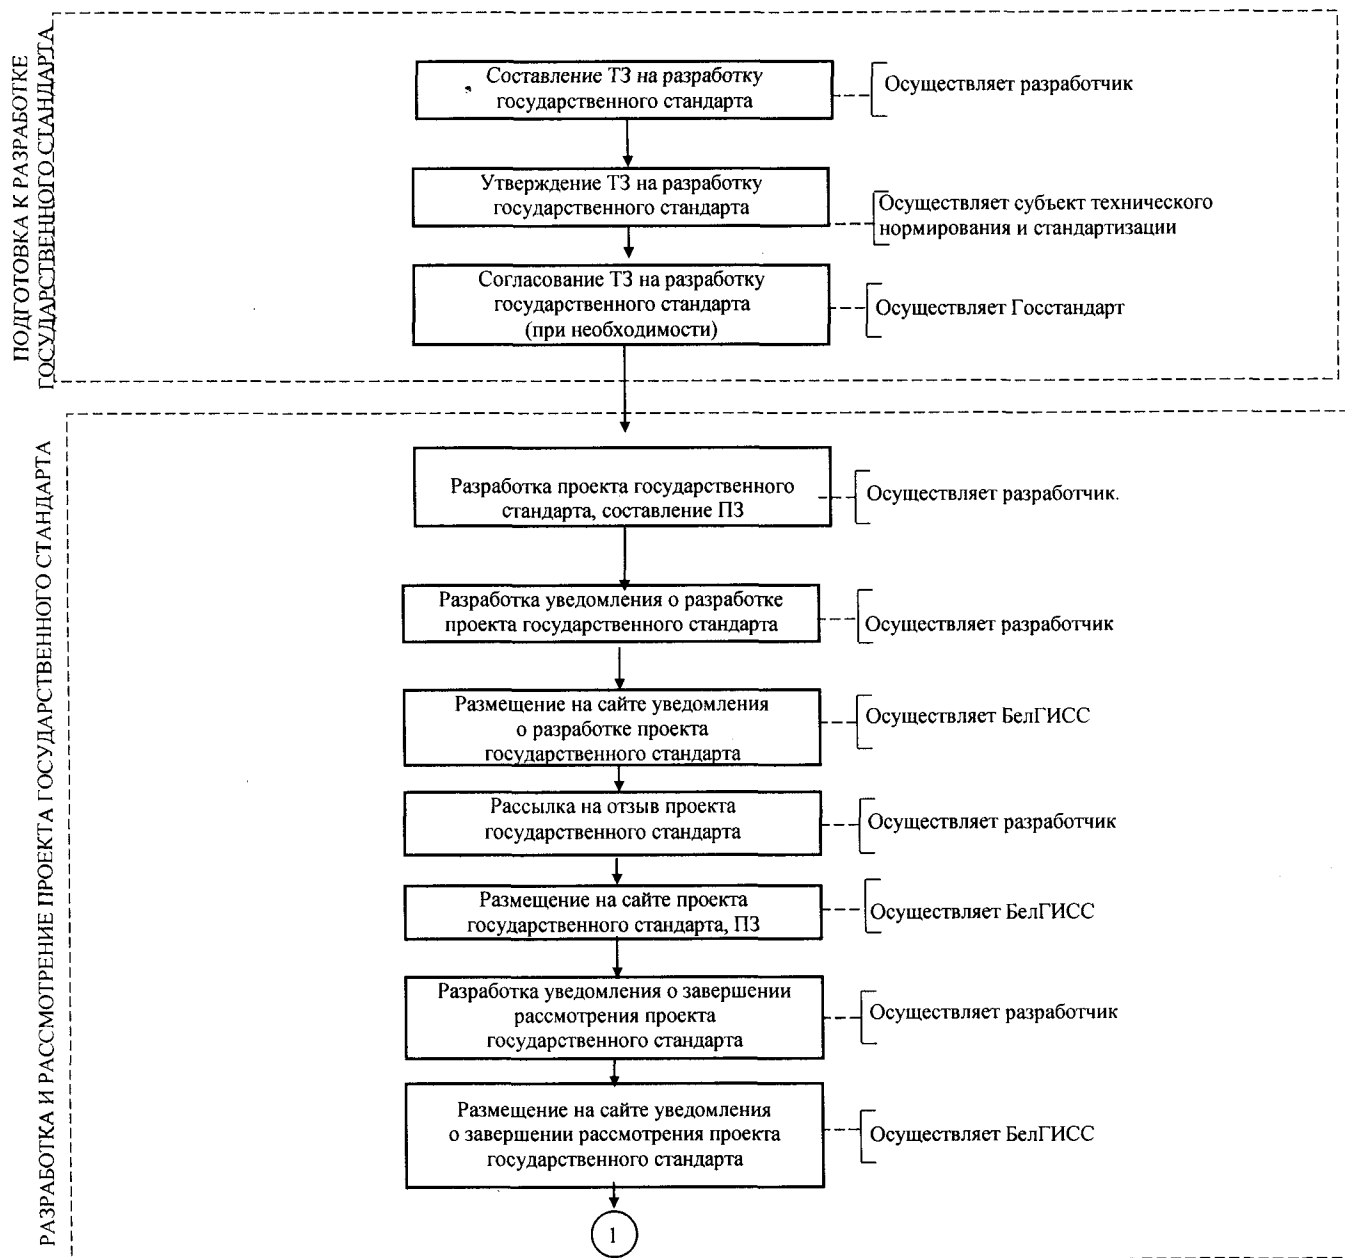 ПОДГОТОВКА К РАЗРАБОТКЕ
ГОСУДАРСТВЕННОГО СТАНДАРТА
Составление ТЗ на разработку
государственного стандарта
Осуществляет разработчик
Утверждение ТЗ на разработку
государственного стандарта
Осуществляет субъект технического
нормирования и стандартизации
Согласование ТЗ на разработку
государственного стандарта
(при необходимости)
Осуществляет Госстандарт
РАЗРАБОТКА И РАССМОТРЕНИЕ ПРОЕКТА ГОСУДАРСТВЕННОГО СТАНДАРТА
Разработка проекта государственного
стандарта, составление ПЗ
Осуществляет разработчик.
Разработка уведомления о разработке
проекта государственного стандарта
Осуществляет разработчик
Размещение на сайте уведомления
о разработке проекта
государственного стандарта
Осуществляет БелГИСС
Рассылка на отзыв проекта
государственного стандарта
Осуществляет разработчик
Размещение на сайте проекта
государственного стандарта, ПЗ
Осуществляет БелГИСС
Разработка уведомления о завершении
рассмотрения проекта
государственного стандарта
Осуществляет разработчик
Размещение на сайте уведомления
о завершении рассмотрения проекта
государственного стандарта
Осуществляет БелГИСС
1